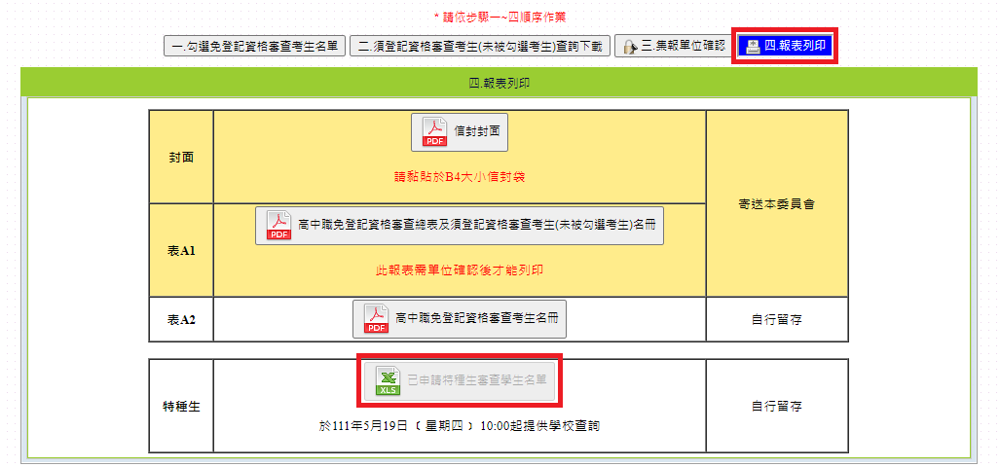 * 請依步驟一~四順序作業
一.勾選免登記資格審查考生名單
二.須登記資格審查考生(未被勾選考生)查詢下載
三.集報單位確認
四.報表列印
四.報表列印
封面
PDF
信封封面
請黏貼於B4大小信封袋
寄送本委員會
表A1
PDF
高中職免登記資格審查總表及須登記資格審查考生(未被勾選考生)名冊
此報表需單位確認後才能列印
表A2
PDF
高中職免登記資格審查考生名冊
自行留存
特種生
XLS
已申請特種生審查學生名單
於111年5月19日 ( 星期四 ) 10:00起提供學校查詢
自行留存